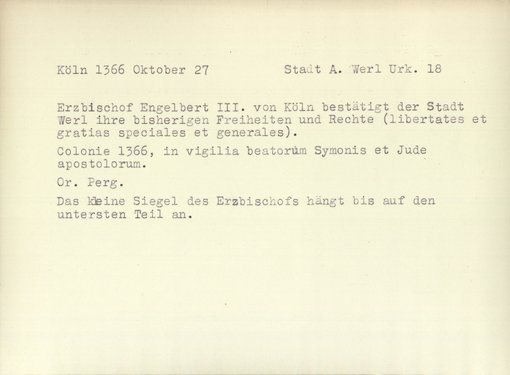 Köln 1366 Oktober 27 Stadt A. Werl Urk. 18
Erzbischof Engelbert III. von Köln bestätigt der Stadt
Werl ihre bisherigen Freiheiten und Rechte (libertates et
gratias speciales et generales).
Colonie 1366, in vigilia beatorum Symonis et Jude
apostolorum.
Or. Perg.
Das kleine Siegel des Erzbischofs hängt bis auf den
untersten Teil an.